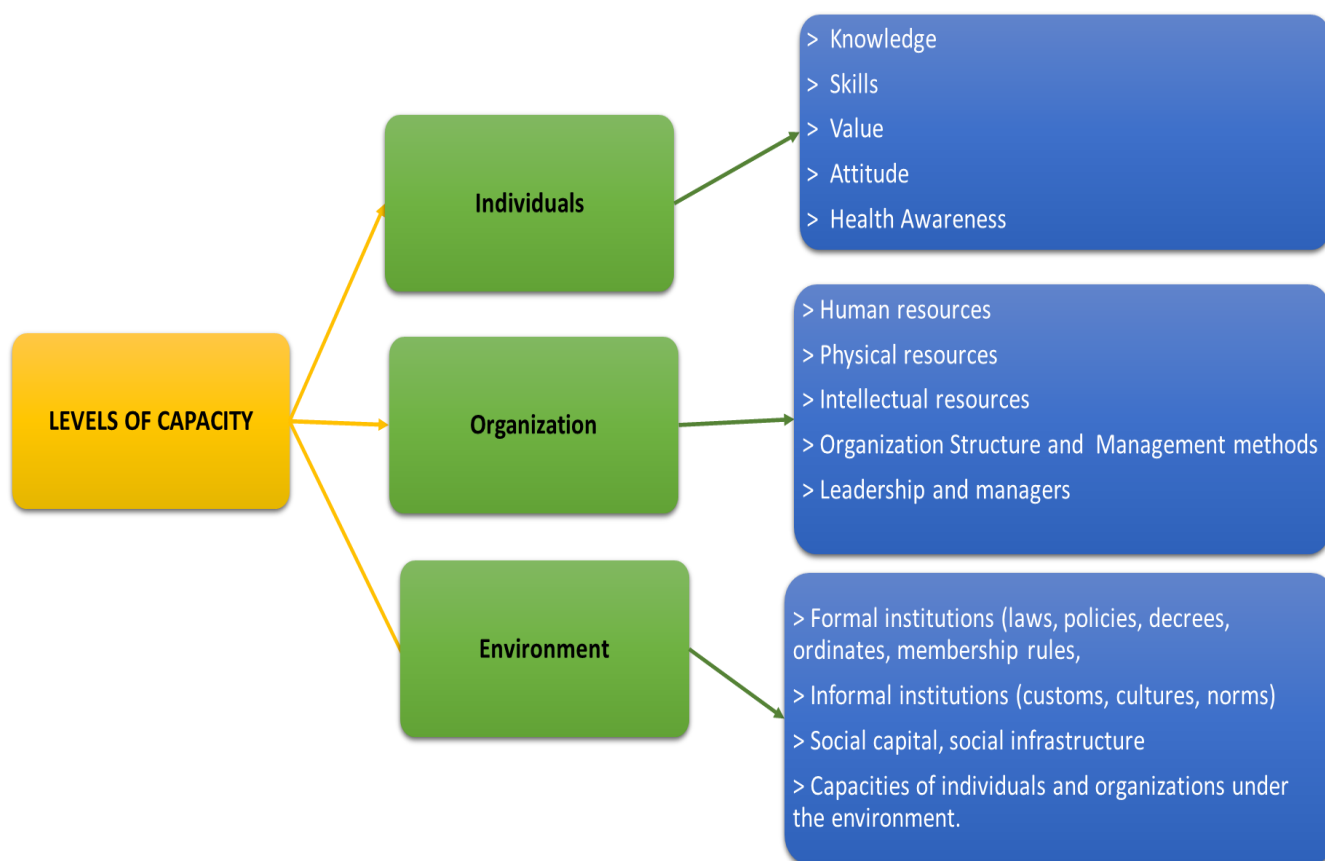 LEVELS OF CAPACITY
Individuals
> Knowledge
> Skills
> Value
> Attitude
> Health Awareness
Organization
> Human resources
> Physical resources
> Intellectual resources
> Organization Structure and Management methods
> Leadership and managers
Environment
> Formal institutions (laws, policies, decrees,
ordinates, membership rules,
> Informal institutions (customs, cultures, norms)
> Social capital, social infrastructure
> Capacities of individuals and organizations under
the environment.